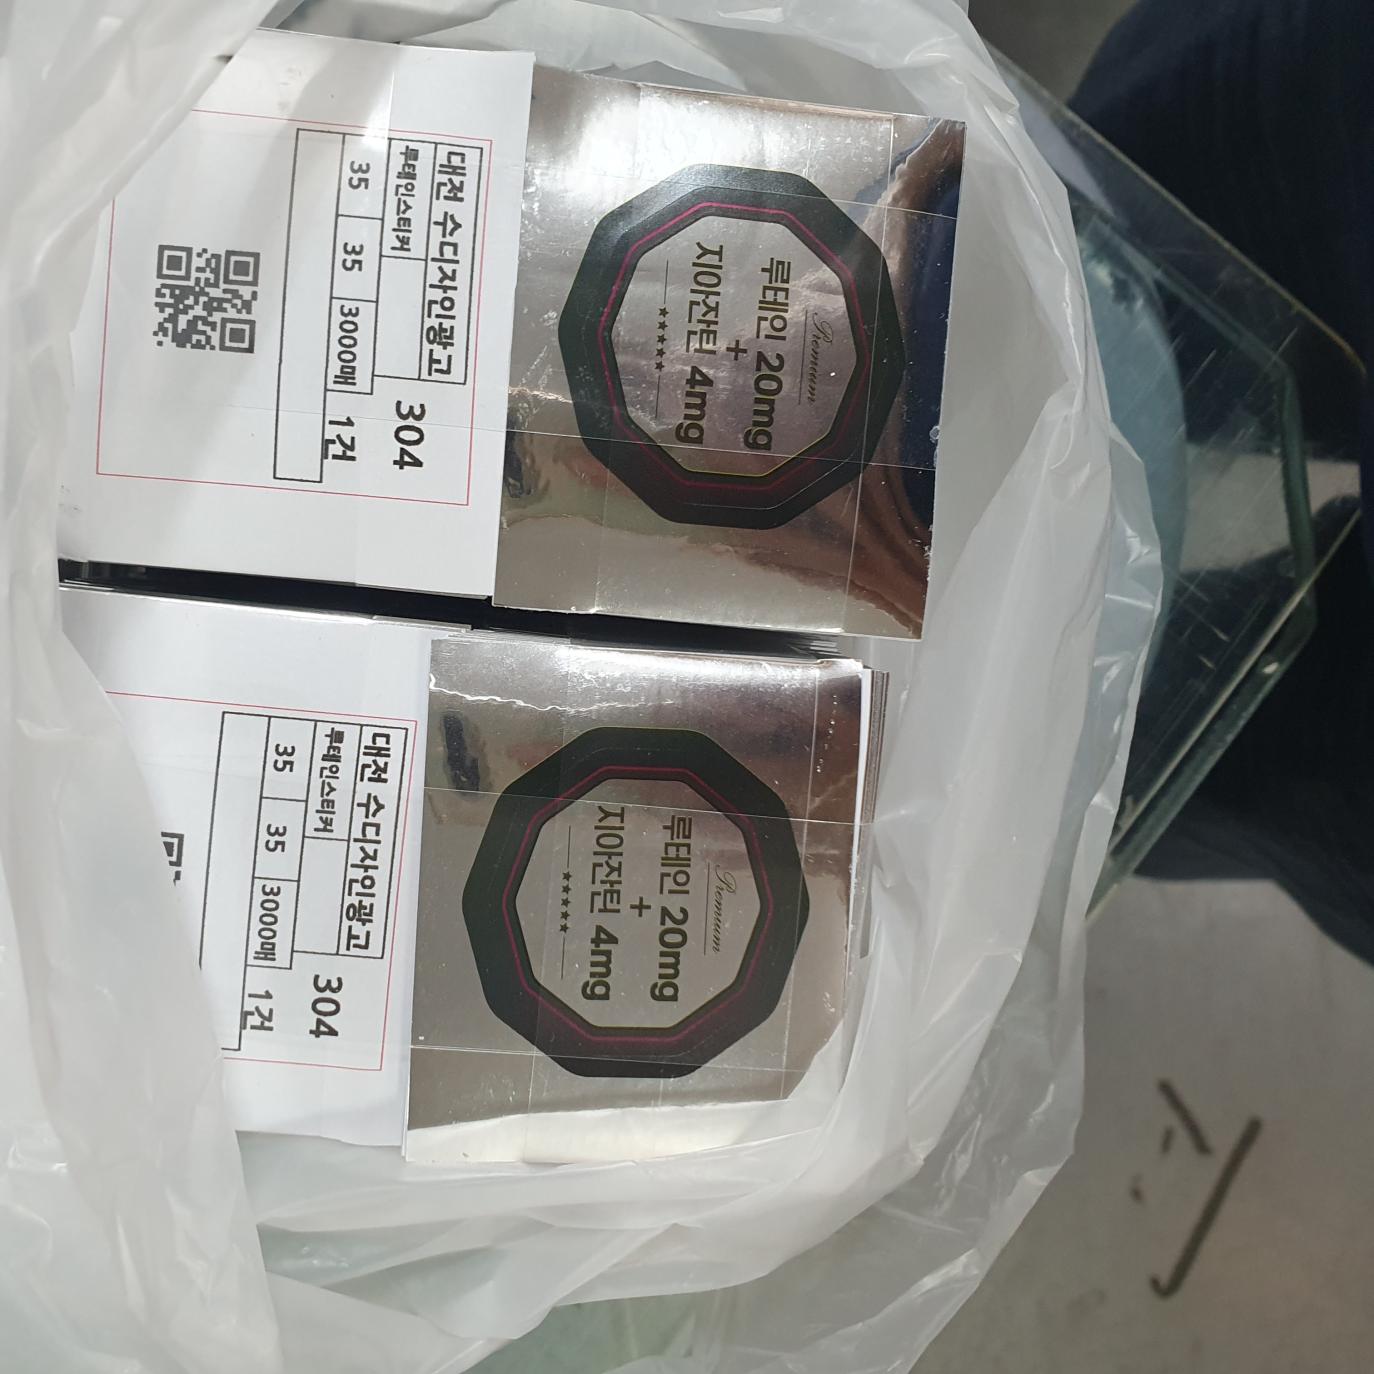 대전 수디자인광고
루테인스티커
304
35 35 3000매 1건
Premium
루테인 20mg
+
지아잔틴 4mg
대전 수디자인광고
루테인스티커
304
35 35 3000매 1건
Premium
루테인 20mg
+
지아잔틴 4mg